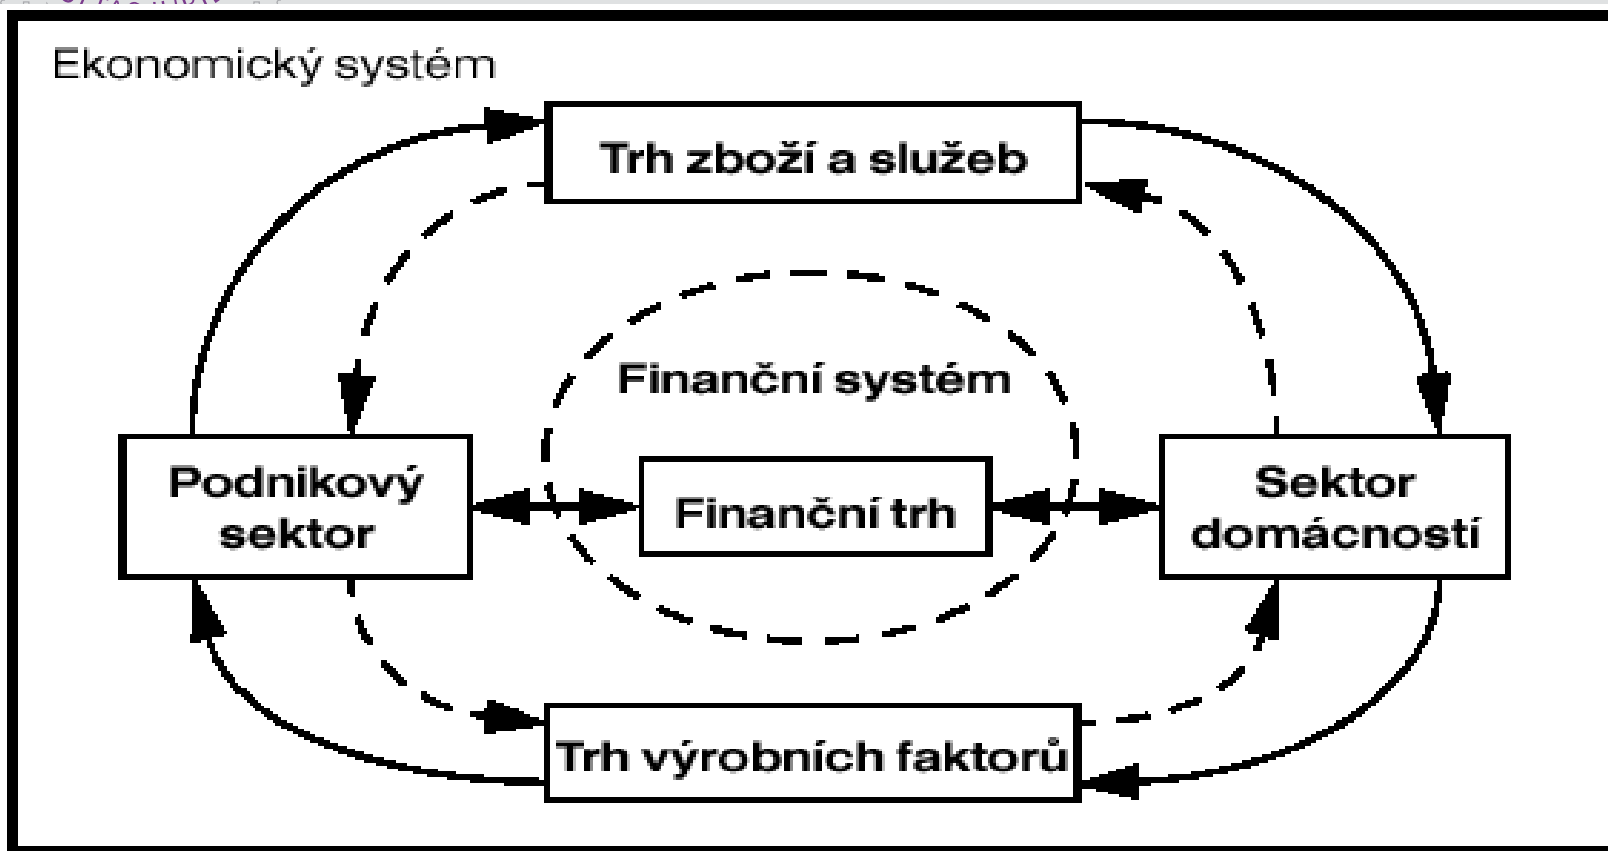 Ekonomický systém
Trh zboží a služeb
Finanční systém
Podnikový
sektor
Finanční trh
Sektor
domácností
Trh výrobních faktorů